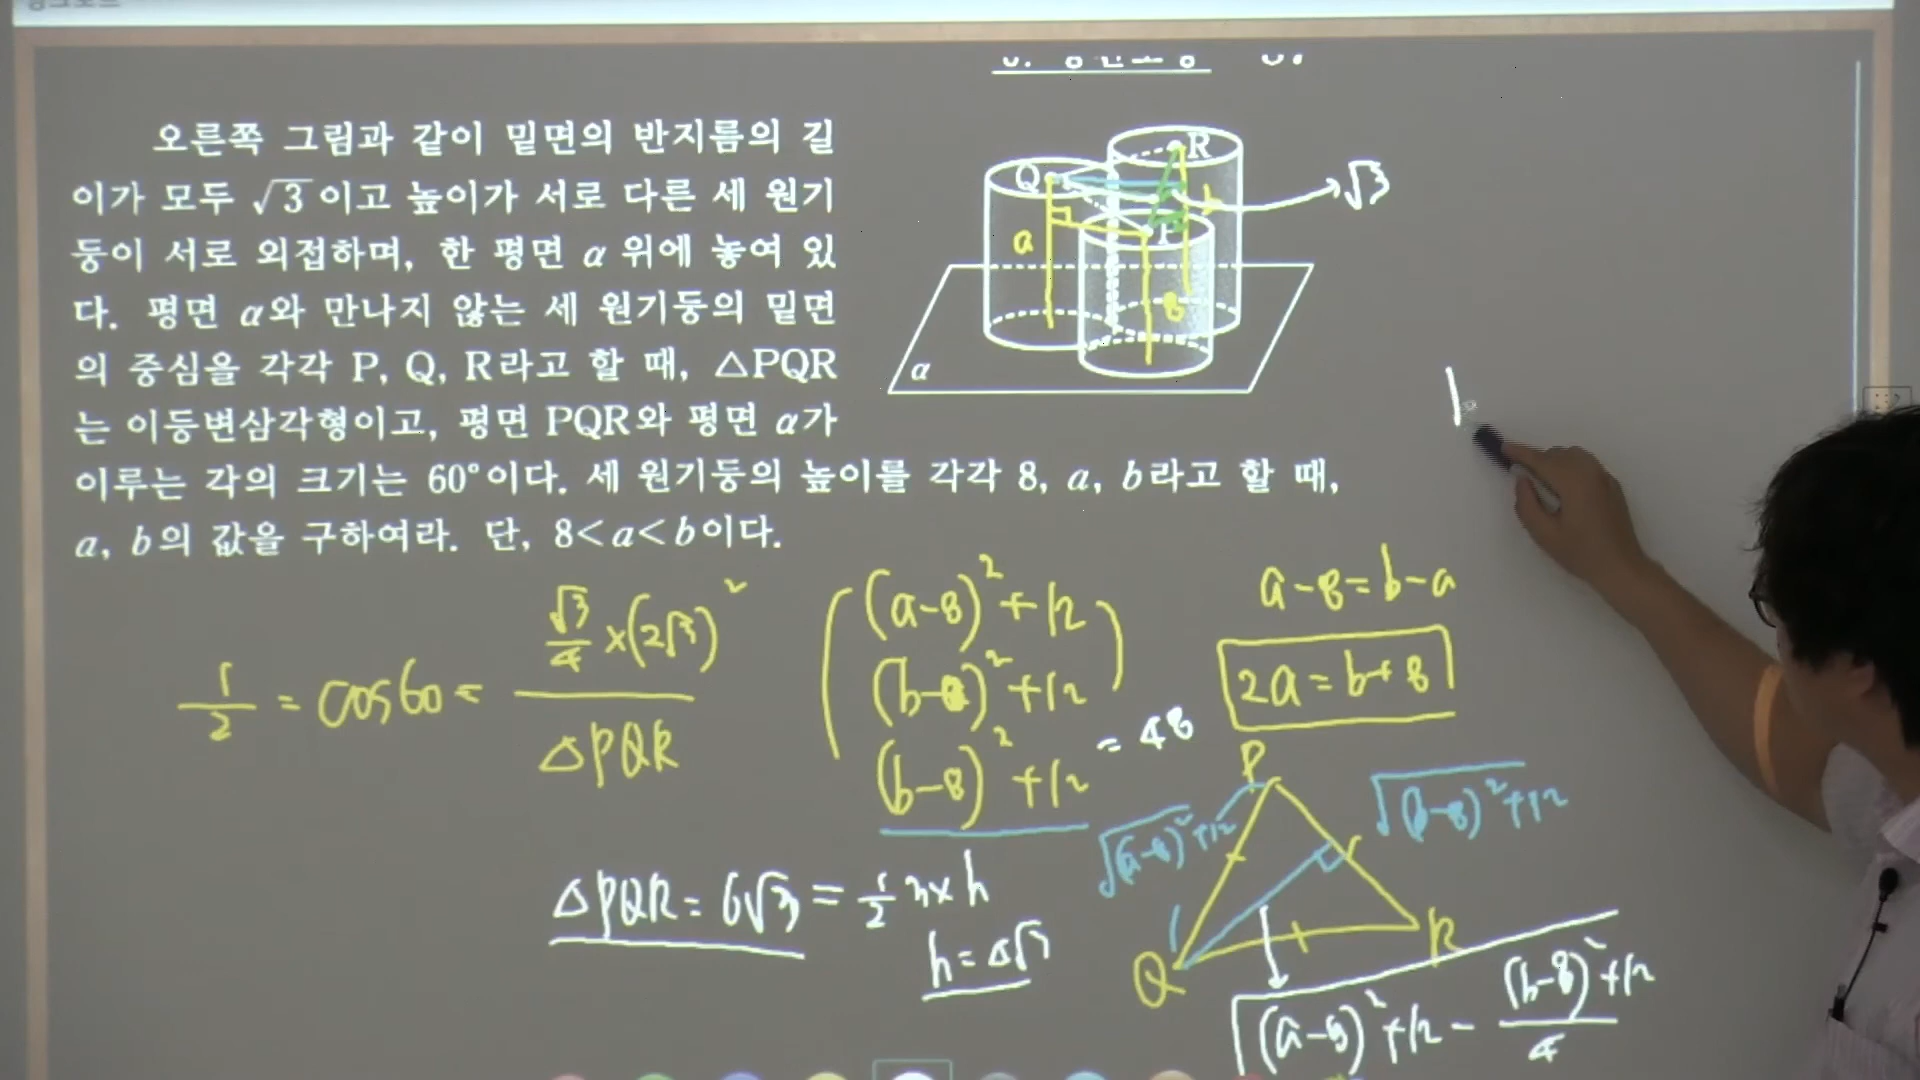 오른쪽 그림과 같이 밑면의 반지름의 길
이가 모두 √3이고 높이가 서로 다른 세 원기
둥이 서로 외접하며, 한 평면 α 위에 놓여 있
다. 평면 α와 만나지 않는 세 원기둥의 밑면
의 중심을 각각 P, Q, R라고 할 때, △PQR
는 이등변삼각형이고, 평면 PQR와 평면 α가
이루는 각의 크기는 60°이다. 세 원기둥의 높이를 각각 8, a, b라고 할 때,
a, b의 값을 구하여라. 단, 8<a<b이다.
R
Q
√3
b
P
a
8
α
1/2 = cos60 = (√3/4 × (2√3)²)/△PQR
(a-8)²+12
(b-a)²+12
(b-8)²+12 = 48
a-8=b-a
2a=b+8
P
√(a-8)²+12
√(b-8)²+12
Q
R
△PQR = 6√3 = 1/2 × h
h=4√3
√(a-8)²+12 - ((b-8)²+12)/4